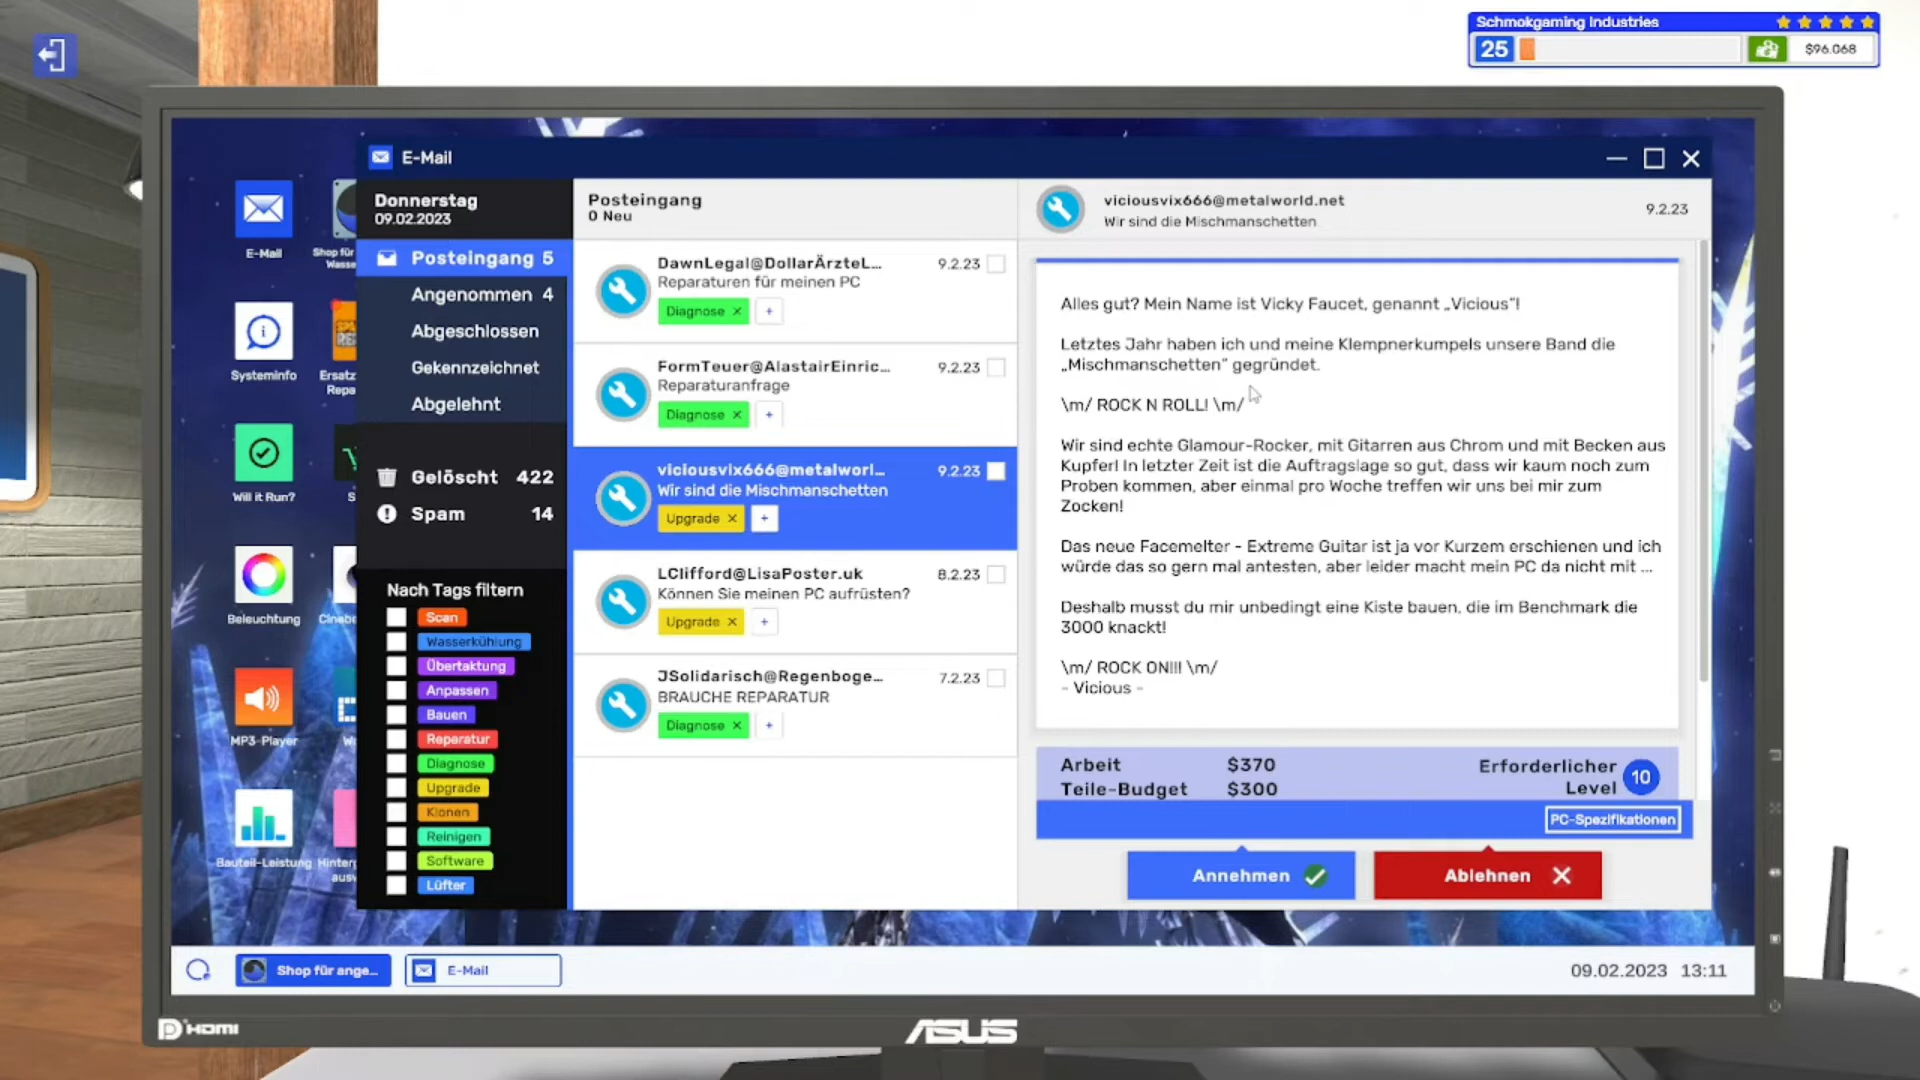 Schmokgaming Industries
25
$96.068
E-Mail
Donnerstag
09.02.2023
Posteingang 5
Angenommen 4
Abgeschlossen
Gekennzeichnet
Abgelehnt
Gelöscht 422
Spam 14
Nach Tags filtern
Scan
Wasserkühlung
Übertaktung
Anpassen
Bauen
Reparatur
Diagnose
Upgrade
Klonen
Reinigen
Software
Lüfter
Posteingang
0 Neu
DawnLegal@DollarÄrzteL... 9.2.23
Reparaturen für meinen PC
Diagnose × +
FormTeuer@AlastairEinric... 9.2.23
Reparaturanfrage
Diagnose × +
viciousvix666@metalworl... 9.2.23
Wir sind die Mischmanschetten
Upgrade × +
LClifford@LisaPoster.uk 8.2.23
Können Sie meinen PC aufrüsten?
Upgrade × +
JSolidarisch@Regenboge... 7.2.23
BRAUCHE REPARATUR
Diagnose × +
viciousvix666@metalworld.net
Wir sind die Mischmanschetten
9.2.23
Alles gut? Mein Name ist Vicky Faucet, genannt „Vicious"!
Letztes Jahr haben ich und meine Klempnerkumpels unsere Band die
„Mischmanschetten" gegründet.
\m/ ROCK N ROLL! \m/
Wir sind echte Glamour-Rocker, mit Gitarren aus Chrom und mit Becken aus
Kupfer! In letzter Zeit ist die Auftragslage so gut, dass wir kaum noch zum
Proben kommen, aber einmal pro Woche treffen wir uns bei mir zum
Zocken!
Das neue Facemelter - Extreme Guitar ist ja vor Kurzem erschienen und ich
würde das so gern mal antesten, aber leider macht mein PC da nicht mit ...
Deshalb musst du mir unbedingt eine Kiste bauen, die im Benchmark die
3000 knackt!
\m/ ROCK ON!!! \m/
- Vicious -
Arbeit $370
Teile-Budget $300
Erforderlicher
Level 10
PC-Spezifikationen
Annehmen
Ablehnen
E-Mail
Shop für
Wasse
Systeminfo
Ersatz
Repa
Will it Run?
S
Beleuchtung
Cineb
MP3-Player
Bauteil-Leistung
Hinter
ausw
Shop für ange...
E-Mail
09.02.2023 13:11
HDMI
ASUS